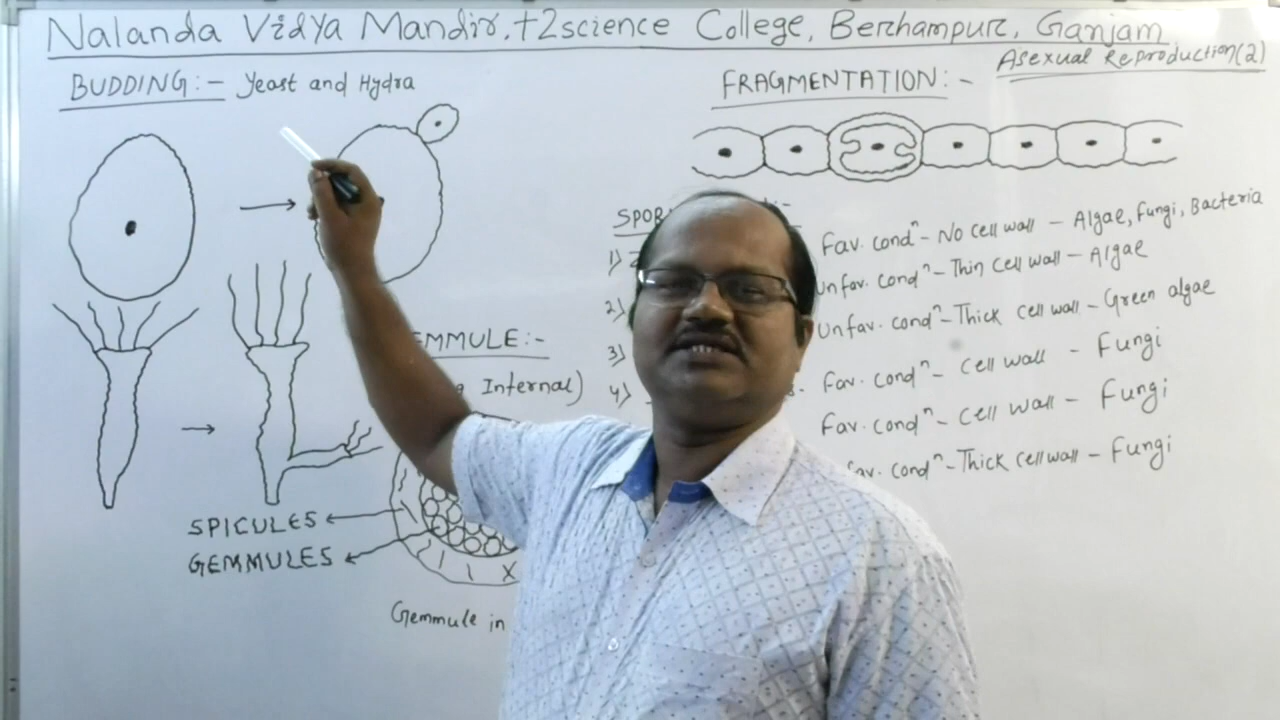 Nalanda Vidya Mandir, +2science College, Berhampur, Ganjam
Asexual Reproduction(2)
BUDDING:- Yeast and Hydra
FRAGMENTATION:-
SPOR
1)
Fav. condⁿ - No cell wall - Algae, Fungi, Bacteria
2)
Unfav. condⁿ - Thin cell wall - Algae
3)
Unfav. condⁿ - Thick cell wall - Green algae
4)
Fav. condⁿ - cell wall - Fungi
Fav. condⁿ - cell wall - Fungi
fav. condⁿ - Thick cell wall - Fungi
EMMULE:-
Internal)
SPICULES
GEMMULES
Gemmule in